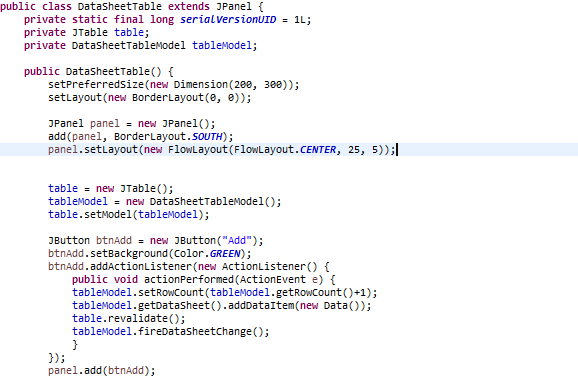 public class DataSheetTable extends JPanel {
    private static final long serialVersionUID = 1L;
    private JTable table;
    private DataSheetTableModel tableModel;

    public DataSheetTable() {
        setPreferredSize(new Dimension(200, 300));
        setLayout(new BorderLayout(0, 0));

        JPanel panel = new JPanel();
        add(panel, BorderLayout.SOUTH);
        panel.setLayout(new FlowLayout(FlowLayout.CENTER, 25, 5));


        table = new JTable();
        tableModel = new DataSheetTableModel();
        table.setModel(tableModel);

        JButton btnAdd = new JButton("Add");
        btnAdd.setBackground(Color.GREEN);
        btnAdd.addActionListener(new ActionListener() {
            public void actionPerformed(ActionEvent e) {
            tableModel.setRowCount(tableModel.getRowCount()+1);
            tableModel.getDataSheet().addDataItem(new Data());
            table.revalidate();
            tableModel.fireDataSheetChange();
            }
        });
        panel.add(btnAdd);